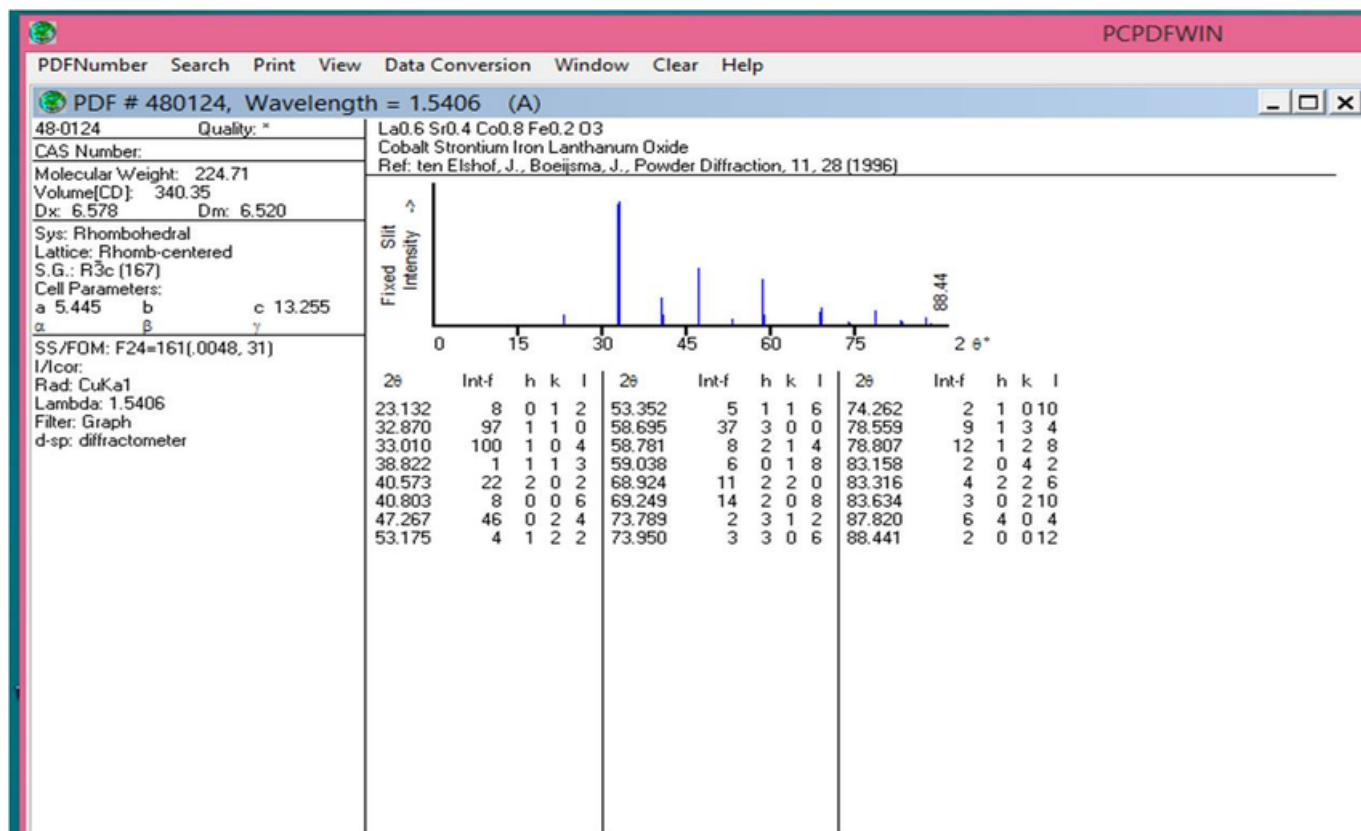 PCPDFWIN
PDFNumber Search Print View Data Conversion Window Clear Help
PDF # 480124, Wavelength = 1.5406 (A)
48-0124 Quality: *
CAS Number:
Molecular Weight: 224.71
Volume[CD]: 340.35
Dx: 6.578 Dm: 6.520
Sys: Rhombohedral
Lattice: Rhomb-centered
S.G.: R3̅c (167)
Cell Parameters:
a 5.445 b c 13.255
α β γ
SS/FOM: F24=161(.0048, 31)
I/Icor:
Rad: CuKa1
Lambda: 1.5406
Filter: Graph
d-sp: diffractometer
La0.6 Sr0.4 Co0.8 Fe0.2 O3
Cobalt Strontium Iron Lanthanum Oxide
Ref: ten Elshof, J., Boeijsma, J., Powder Diffraction, 11, 28 (1996)
Fixed Slit
Intensity ->
88.44
0 15 30 45 60 75 2 θ°
2θ Int-f h k l 2θ Int-f h k l 2θ Int-f h k l
23.132 8 0 1 2 53.352 5 1 1 6 74.262 2 1 0 10
32.870 97 1 1 0 58.695 37 3 0 0 78.559 9 1 3 4
33.010 100 1 0 4 58.781 8 2 1 4 78.807 12 1 2 8
38.822 1 1 1 3 59.038 6 0 1 8 83.158 2 0 4 2
40.573 22 2 0 2 68.924 11 2 2 0 83.316 4 2 2 6
40.803 8 0 0 6 69.249 14 2 0 8 83.634 3 0 2 10
47.267 46 0 2 4 73.789 2 3 1 2 87.820 6 4 0 4
53.175 4 1 2 2 73.950 3 3 0 6 88.441 2 0 0 12